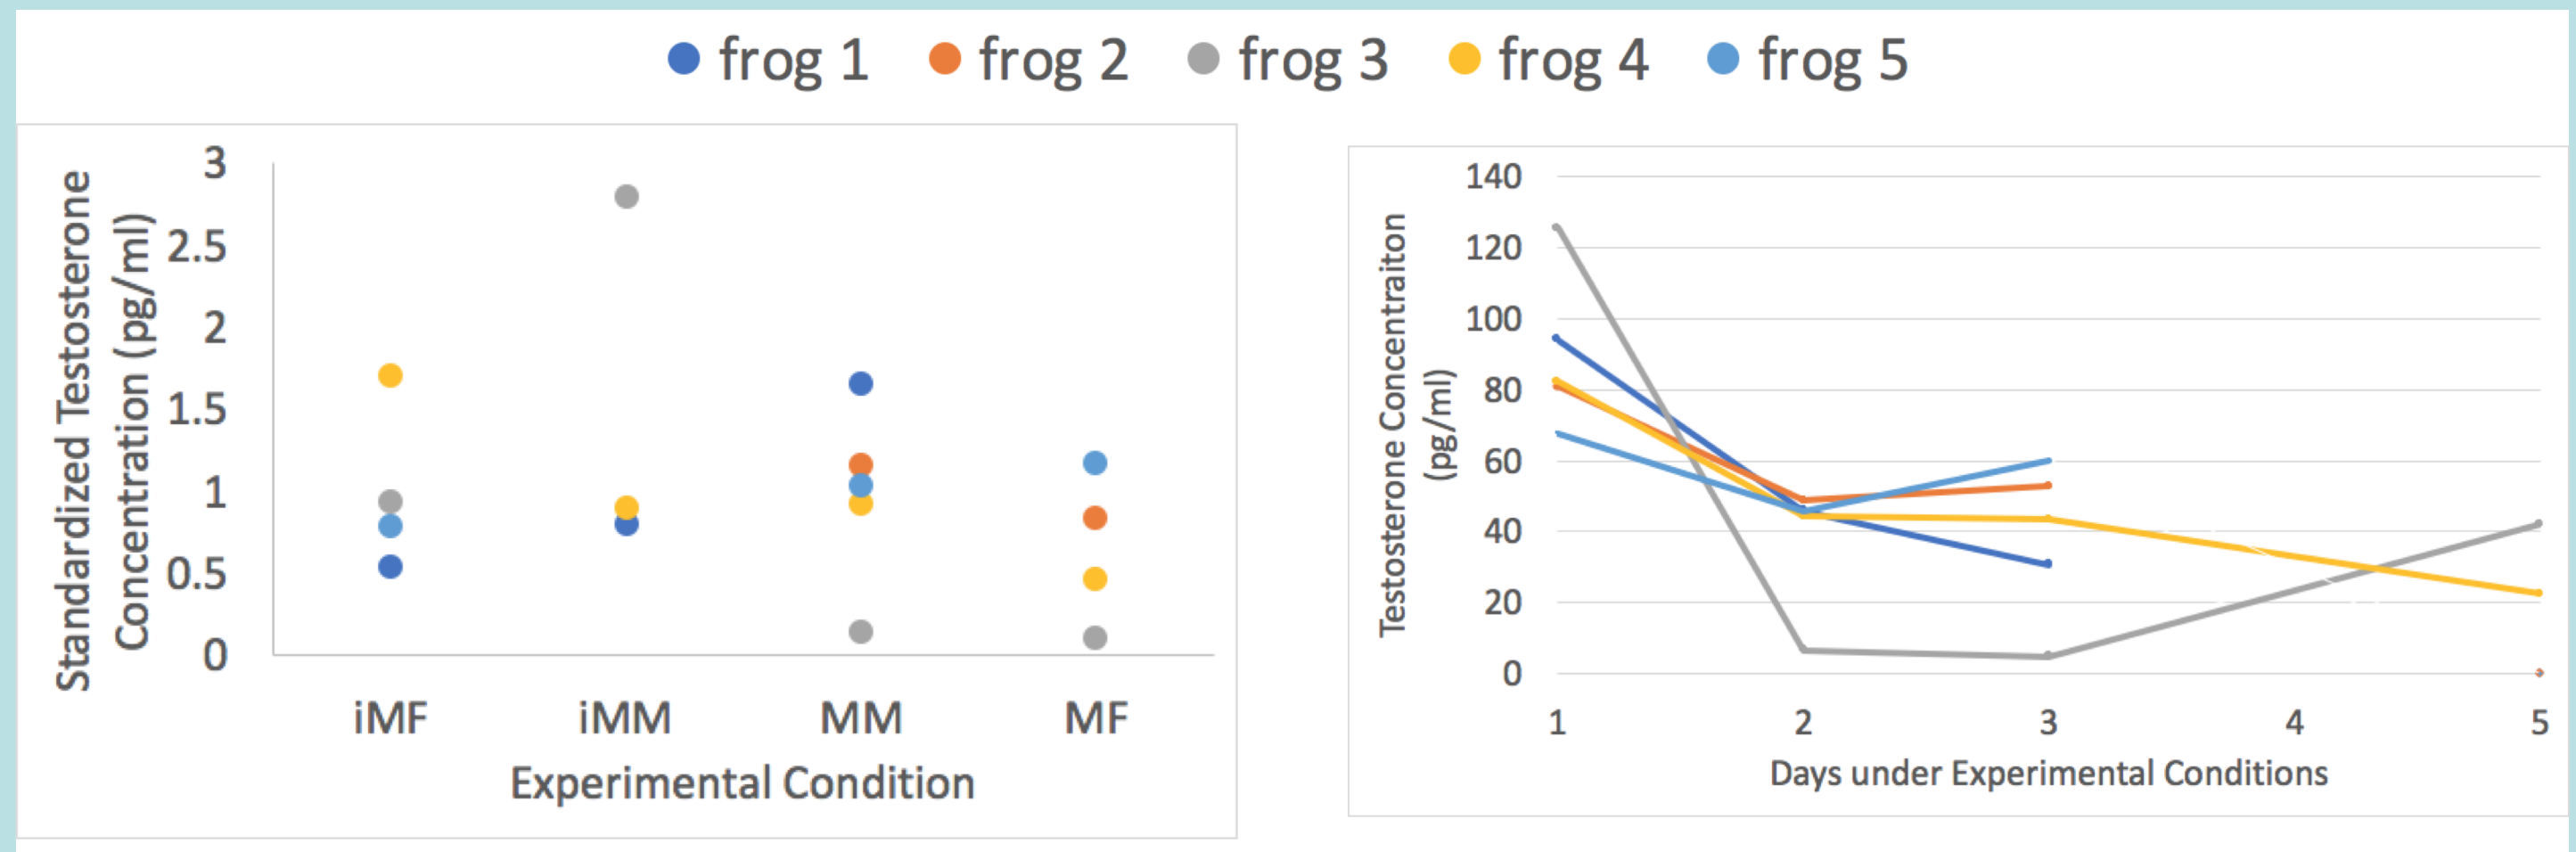 frog 1 frog 2 frog 3 frog 4 frog 5
Standardized Testosterone
Concentration (pg/ml)
3
2.5
2
1.5
1
0.5
0
iMF iMM MM MF
Experimental Condition
Testosterone Concentraiton
(pg/ml)
140
120
100
80
60
40
20
0
1 2 3 4 5
Days under Experimental Conditions